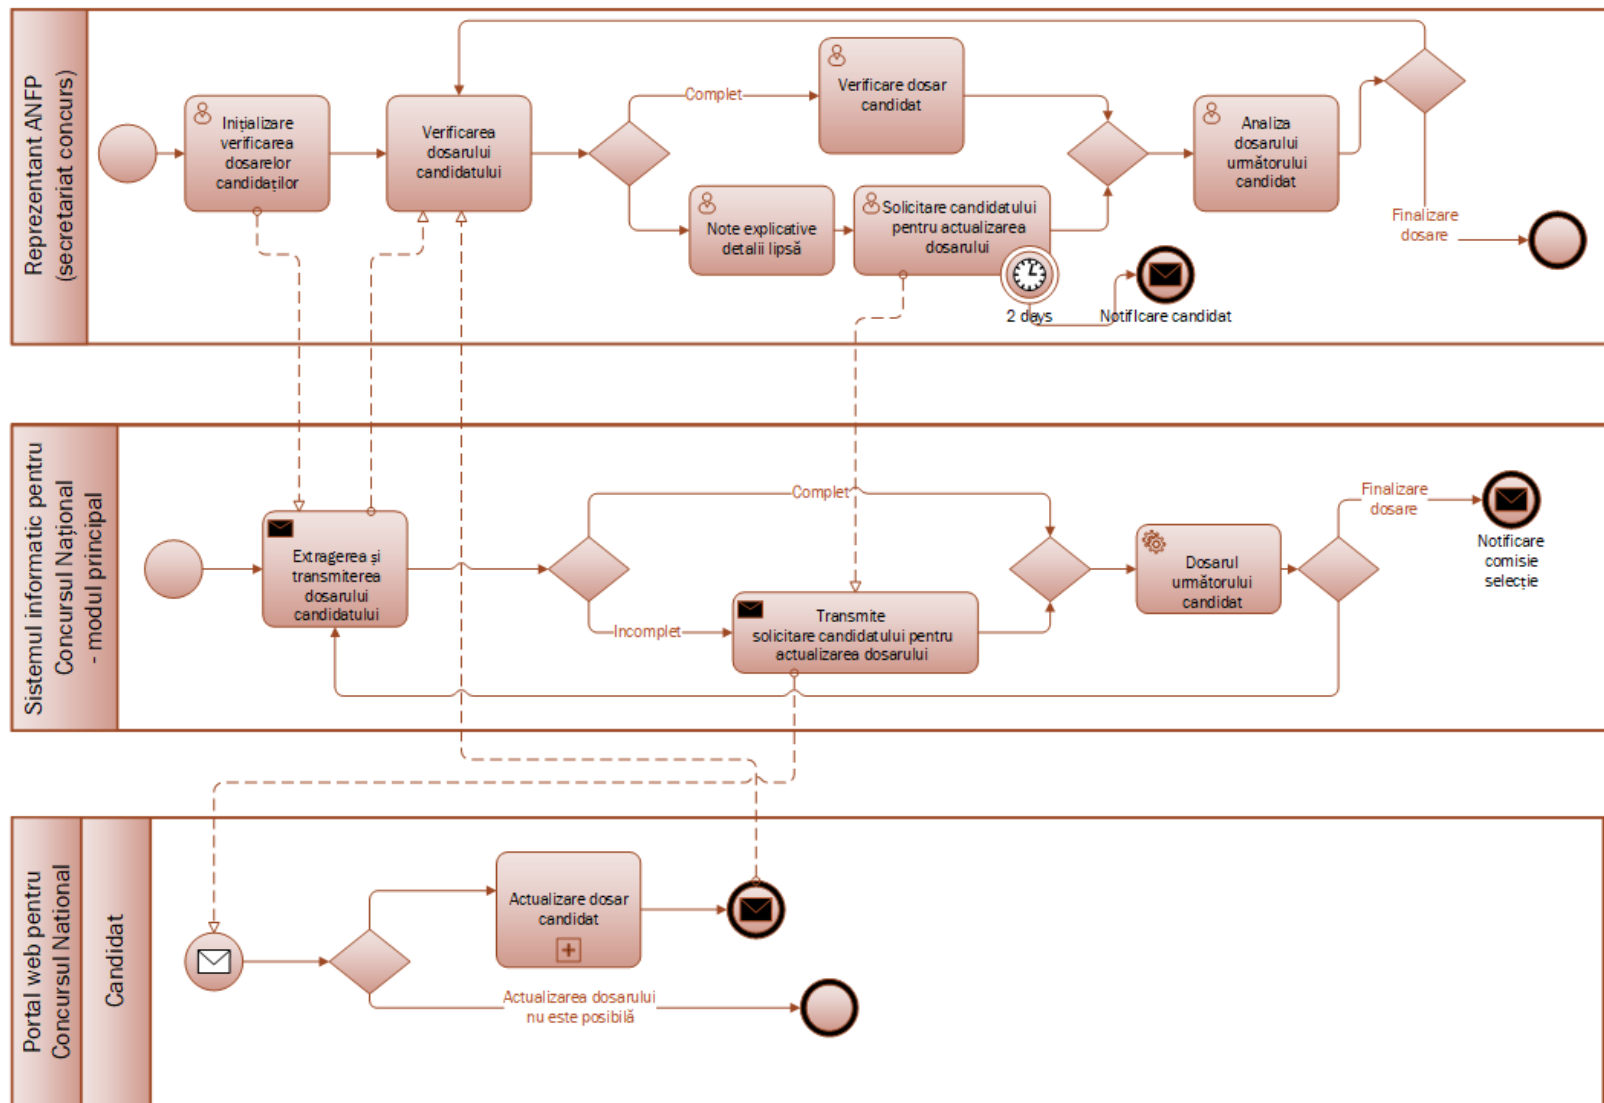 Reprezentant ANFP
(secretariat concurs)
Inițializare
verificarea
dosarelor
candidaților
Verificarea
dosarului
candidatului
Complet
Verificare dosar
candidat
Note explicative
detalii lipsă
Solicitare candidatului
pentru actualizarea
dosarului
2 days
Notificare candidat
Analiza
dosarului
următorului
candidat
Finalizare
dosare
Sistemul informatic pentru
Concursul Național
- modul principal
Extragerea și
transmiterea
dosarului
candidatului
Complet
Incomplet
Transmite
solicitare candidatului pentru
actualizarea dosarului
Dosarul
următorului
candidat
Finalizare
dosare
Notificare
comisie
selecție
Portal web pentru
Concursul National
Candidat
Actualizare dosar
candidat
Actualizarea dosarului
nu este posibilă